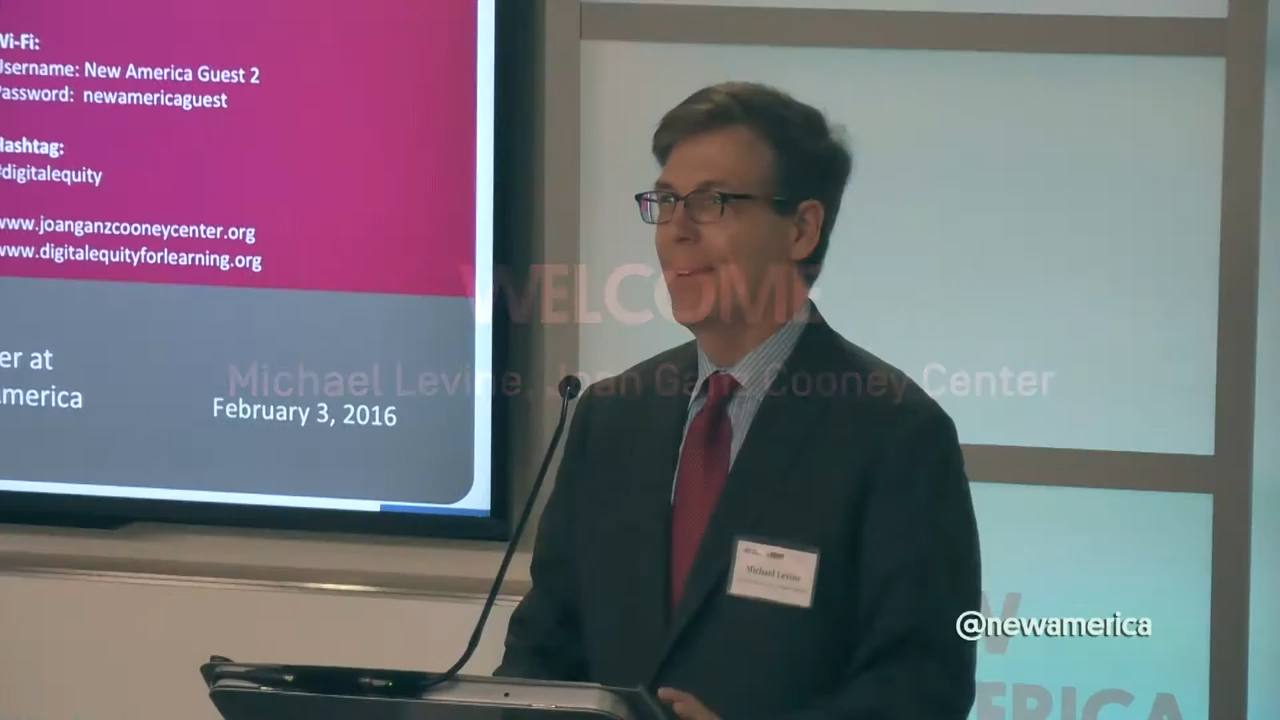 Wi-Fi:
Username: New America Guest 2
Password: newamericaguest
Hashtag:
#digitalequity
www.joanganzcooneycenter.org
www.digitalequityforlearning.org
er at
America
February 3, 2016
WELCOME
Michael Levine, Joan Ganz Cooney Center
Michael Levine
@newamerica
W
ERICA